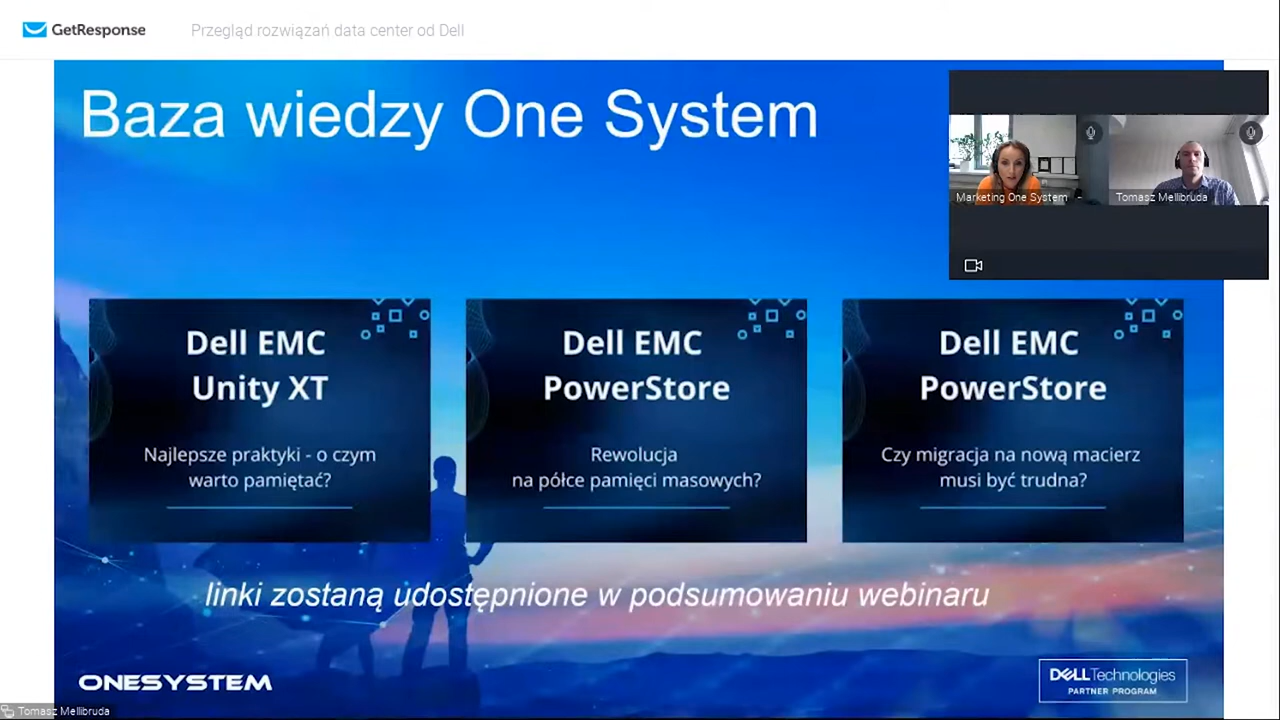 GetResponse
Przegląd rozwiązań data center od Dell
Baza wiedzy One System
Marketing One System
Tomasz Mellibruda
Dell EMC
Unity XT
Najlepsze praktyki - o czym
warto pamiętać?
Dell EMC
PowerStore
Rewolucja
na półce pamięci masowych?
Dell EMC
PowerStore
Czy migracja na nową macierz
musi być trudna?
linki zostaną udostępnione w podsumowaniu webinaru
ONESYSTEM
DELLTechnologies
PARTNER PROGRAM
Tomasz Mellibruda